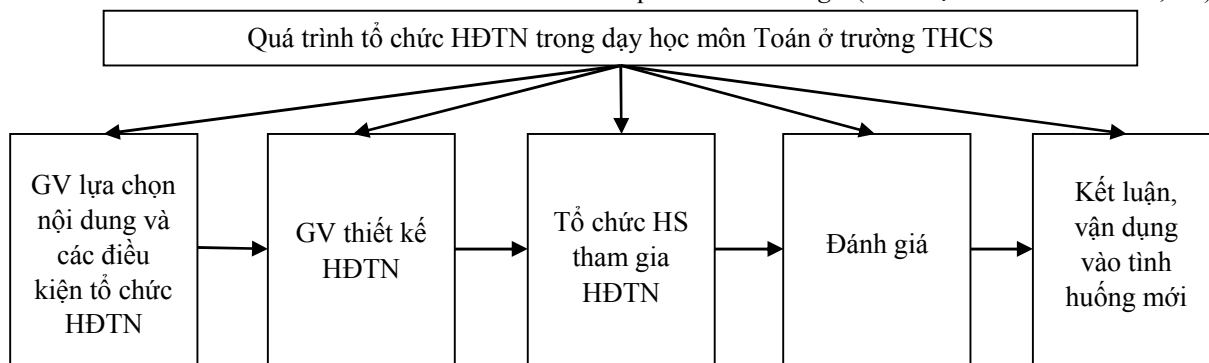 Quá trình tổ chức HĐTN trong dạy học môn Toán ở trường THCS
GV lựa chọn
nội dung và
các điều
kiện tổ chức
HĐTN
GV thiết kế
HĐTN
Tổ chức HS
tham gia
HĐTN
Đánh giá
Kết luận,
vận dụng
vào tình
huống mới